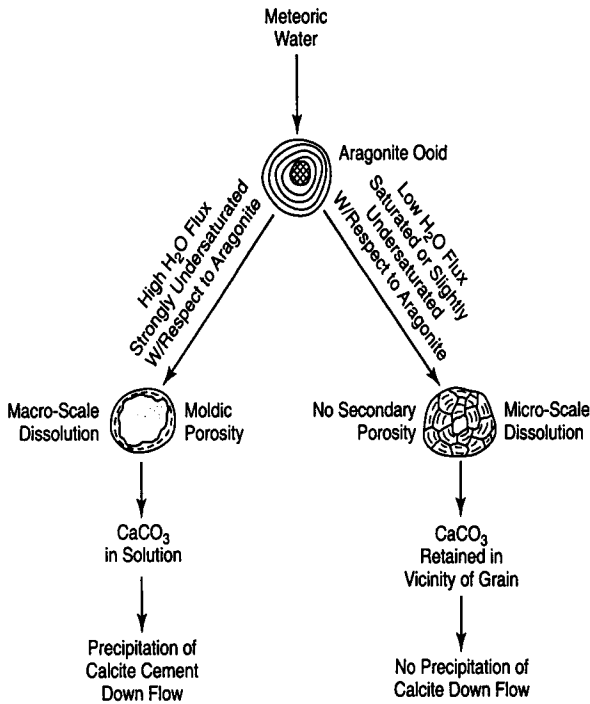 Meteoric
Water
Aragonite Ooid
High H₂O Flux
Strongly Undersaturated
W/Respect to Aragonite
Low H₂O Flux
Saturated or Slightly
Undersaturated
W/Respect to Aragonite
Macro-Scale
Dissolution
Moldic
Porosity
No Secondary
Porosity
Micro-Scale
Dissolution
CaCO₃
in Solution
CaCO₃
Retained in
Vicinity of Grain
Precipitation of
Calcite Cement
Down Flow
No Precipitation of
Calcite Down Flow